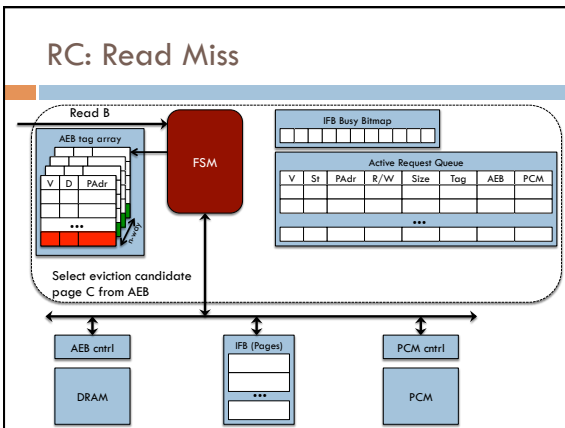 RC: Read Miss
Read B
AEB tag array
V D PAdr
•••
n-way
FSM
IFB Busy Bitmap
Active Request Queue
V St PAdr R/W Size Tag AEB PCM
•••
Select eviction candidate
page C from AEB
AEB cntrl
IFB (Pages)
•••
PCM cntrl
DRAM
PCM